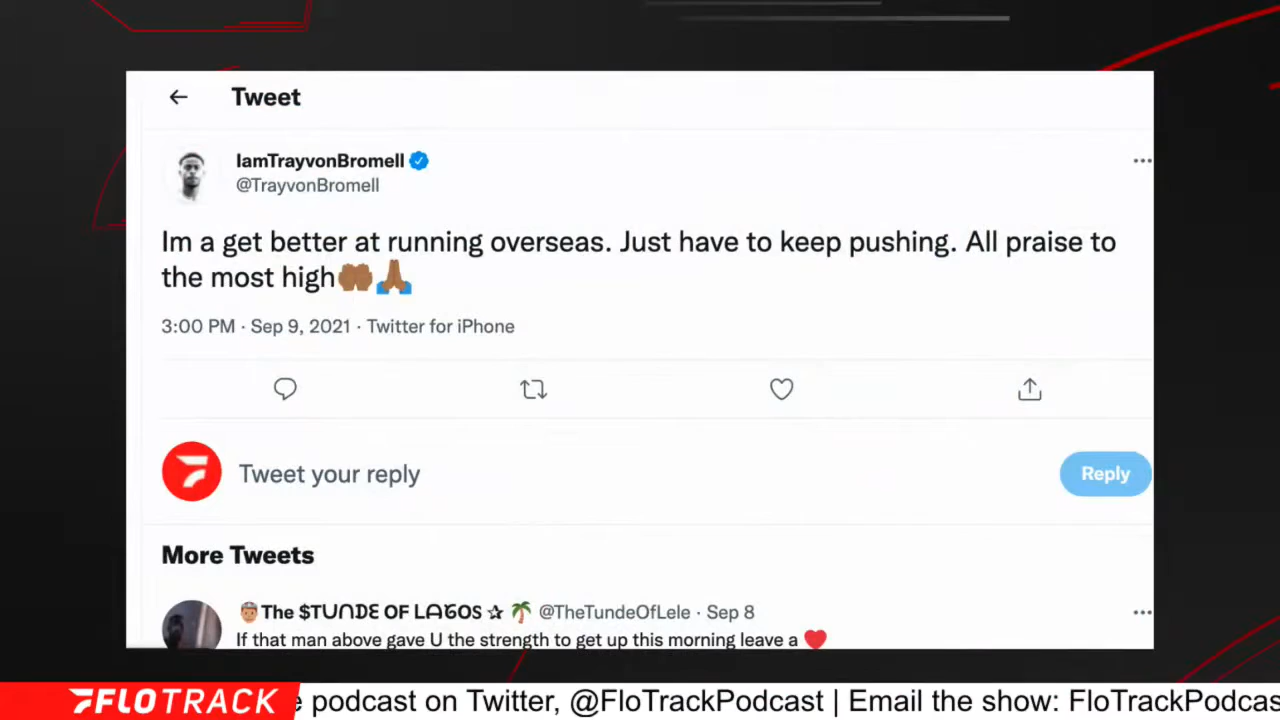 Tweet
IamTrayvonBromell
@TrayvonBromell
Im a get better at running overseas. Just have to keep pushing. All praise to
the most high🤲🏾🙏🏾
3:00 PM · Sep 9, 2021 · Twitter for iPhone
Tweet your reply
Reply
More Tweets
The $TUՈDE OF LAGOS ✰ 🌴 @TheTundeOfLele · Sep 8
If that man above gave U the strength to get up this morning leave a ❤️
FLOTRACK
podcast on Twitter, @FloTrackPodcast | Email the show: FloTrackPodcas